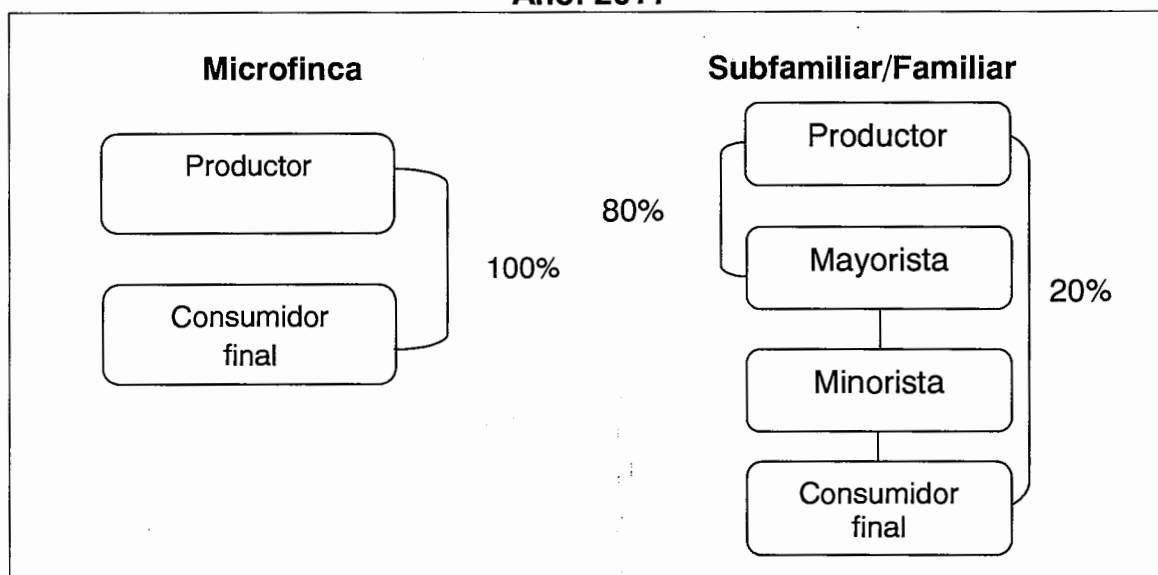 Microfinca
Productor
Consumidor
final
100%
Subfamiliar/Familiar
Productor
80%
Mayorista
20%
Minorista
Consumidor
final